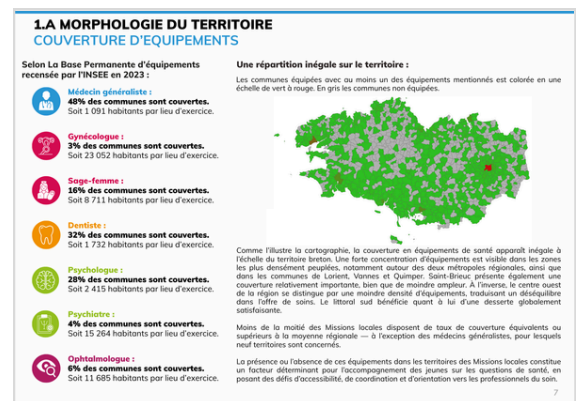 1.A MORPHOLOGIE DU TERRITOIRE
COUVERTURE D'EQUIPEMENTS
Selon La Base Permanente d'équipements
recensée par l'INSEE en 2023 :
Médecin généraliste :
48% des communes sont couvertes.
Soit 1 091 habitants par lieu d'exercice.
Gynécologue :
3% des communes sont couvertes.
Soit 23 052 habitants par lieu d'exercice.
Sage-femme :
16% des communes sont couvertes.
Soit 8 711 habitants par lieu d'exercice.
Dentiste :
32% des communes sont couvertes.
Soit 1 732 habitants par lieu d'exercice.
Psychologue :
28% des communes sont couvertes.
Soit 2 415 habitants par lieu d'exercice.
Psychiatre :
4% des communes sont couvertes.
Soit 15 264 habitants par lieu d'exercice.
Ophtalmologue :
6% des communes sont couvertes.
Soit 11 685 habitants par lieu d'exercice.
Une répartition inégale sur le territoire :
Les communes équipées avec au moins un des équipements mentionnés est colorée en une
échelle de vert à rouge. En gris les communes non équipées.
Comme l'illustre la cartographie, la couverture en équipements de santé apparaît inégale à
l'échelle du territoire breton. Une forte concentration d'équipements est visible dans les zones
les plus densément peuplées, notamment autour des deux métropoles régionales, ainsi que
dans les communes de Lorient, Vannes et Quimper. Saint-Brieuc présente également une
couverture relativement importante, bien que de moindre ampleur. À l'inverse, le centre ouest
de la région se distingue par une moindre densité d'équipements, traduisant un déséquilibre
dans l'offre de soins. Le littoral sud bénéficie quant à lui d'une desserte globalement
satisfaisante.
Moins de la moitié des Missions locales disposent de taux de couverture équivalents ou
supérieurs à la moyenne régionale — à l'exception des médecins généralistes, pour lesquels
neuf territoires sont concernés.
La présence ou l'absence de ces équipements dans les territoires des Missions locales constitue
un facteur déterminant pour l'accompagnement des jeunes sur les questions de santé, en
posant des défis d'accessibilité, de coordination et d'orientation vers les professionnels du soin.
7